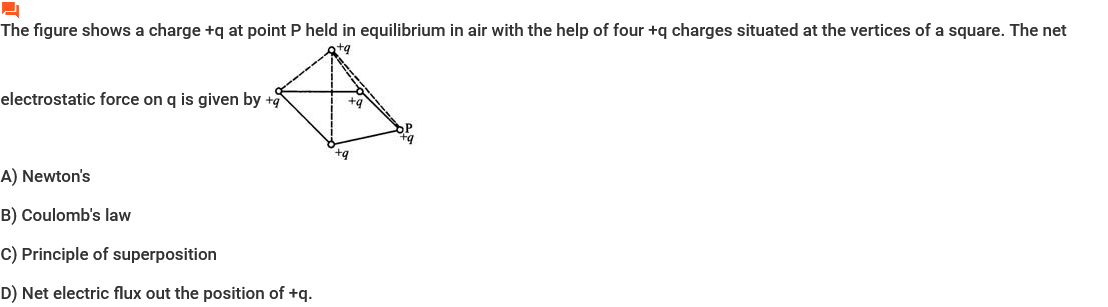 The figure shows a charge +q at point P held in equilibrium in air with the help of four +q charges situated at the vertices of a square. The net
+q
electrostatic force on q is given by +q
+q
P
+q
+q
A) Newton's
B) Coulomb's law
C) Principle of superposition
D) Net electric flux out the position of +q.